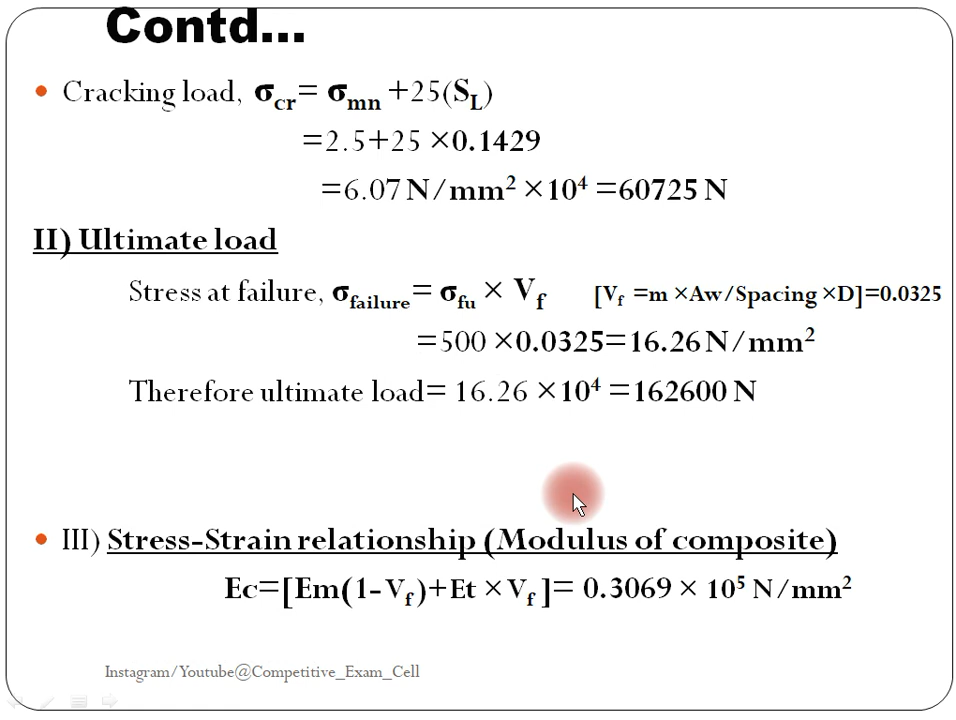 Contd...
• Cracking load, σcr= σmn +25(SL)
=2.5+25 ×0.1429
=6.07 N/mm² ×10⁴ =60725 N
II) Ultimate load
Stress at failure, σfailure= σfu × Vf [Vf =m ×Aw/Spacing ×D]=0.0325
=500 ×0.0325=16.26 N/mm²
Therefore ultimate load= 16.26 ×10⁴ =162600 N
• III) Stress-Strain relationship (Modulus of composite)
Ec=[Em(1-Vf)+Et ×Vf ]= 0.3069 × 10⁵ N/mm²
Instagram/Youtube@Competitive_Exam_Cell